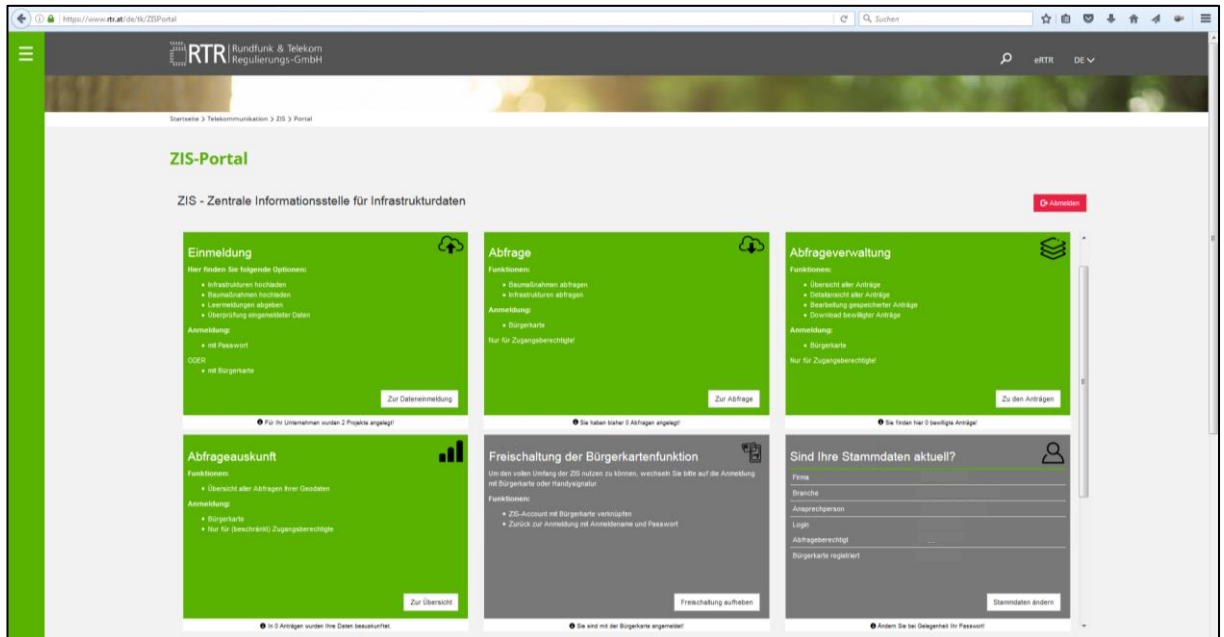 https://www.rtr.at/de/tk/ZISPortal
Suchen
RTR Rundfunk & Telekom
Regulierungs-GmbH
eRTR
DE
Startseite > Telekommunikation > ZIS > Portal
ZIS-Portal
ZIS - Zentrale Informationsstelle für Infrastrukturdaten
Abmelden
Einmeldung
Hier finden Sie folgende Optionen:
• Infrastrukturen hochladen
• Baumaßnahmen hochladen
• Leermeldungen abgeben
• Überprüfung eingemeldeter Daten
Anmeldung:
• mit Passwort
ODER
• mit Bürgerkarte
Zur Dateneinmeldung
Für Ihr Unternehmen wurden 2 Projekte angelegt!
Abfrage
Funktionen:
• Baumaßnahmen abfragen
• Infrastrukturen abfragen
Anmeldung:
• Bürgerkarte
Nur für Zugangsberechtigte!
Zur Abfrage
Sie haben bisher 0 Abfragen angelegt!
Abfrageverwaltung
Funktionen:
• Übersicht aller Anträge
• Detailansicht aller Anträge
• Bearbeitung gespeicherter Anträge
• Download bewilligter Anträge
Anmeldung:
• Bürgerkarte
Nur für Zugangsberechtigte!
Zu den Anträgen
Sie finden hier 0 bewilligte Anträge!
Abfrageauskunft
Funktionen:
• Übersicht aller Abfragen Ihrer Geodaten
Anmeldung:
• Bürgerkarte
• Nur für (beschränkt) Zugangsberechtigte
Zur Übersicht
In 0 Anträgen wurden Ihre Daten beauskunftet.
Freischaltung der Bürgerkartenfunktion
Um den vollen Umfang der ZIS nutzen zu können, wechseln Sie bitte auf die Anmeldung
mit Bürgerkarte oder Handysignatur.
Funktionen:
• ZIS-Account mit Bürgerkarte verknüpfen
• Zurück zur Anmeldung mit Anmeldename und Passwort
Freischaltung aufheben
Sie sind mit der Bürgerkarte angemeldet!
Sind Ihre Stammdaten aktuell?
Firma
Branche
Ansprechperson
Login
Abfrageberechtigt
Bürgerkarte registriert
Stammdaten ändern
Ändern Sie bei Gelegenheit Ihr Passwort!